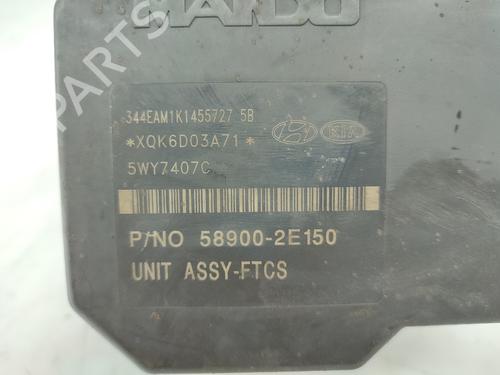 MANDO
344EAM1K1455727 5B
*XQK6D03A71*
KIA
5WY7407C
P/NO 58900-2E150
UNIT ASSY-FTCS
B-PARTS